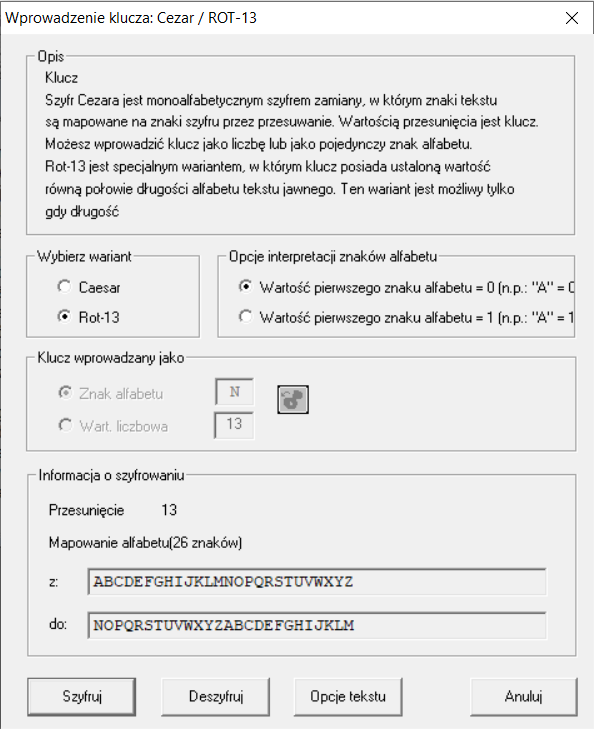 Wprowadzenie klucza: Cezar / ROT-13
Opis
Klucz
Szyfr Cezara jest monoalfabetycznym szyfrem zamiany, w którym znaki tekstu
są mapowane na znaki szyfru przez przesuwanie. Wartością przesunięcia jest klucz.
Możesz wprowadzić klucz jako liczbę lub jako pojedynczy znak alfabetu.
Rot-13 jest specjalnym wariantem, w którym klucz posiada ustaloną wartość
równą połowie długości alfabetu tekstu jawnego. Ten wariant jest możliwy tylko
gdy długość
Wybierz wariant
Caesar
Rot-13
Opcje interpretacji znaków alfabetu
Wartość pierwszego znaku alfabetu = 0 (n.p.: "A" = 0
Wartość pierwszego znaku alfabetu = 1 (n.p.: "A" = 1
Klucz wprowadzany jako
Znak alfabetu N
Wart. liczbowa 13
Informacja o szyfrowaniu
Przesunięcie 13
Mapowanie alfabetu(26 znaków)
z: ABCDEFGHIJKLMNOPQRSTUVWXYZ
do: NOPQRSTUVWXYZABCDEFGHIJKLM
Szyfruj Deszyfruj Opcje tekstu Anuluj